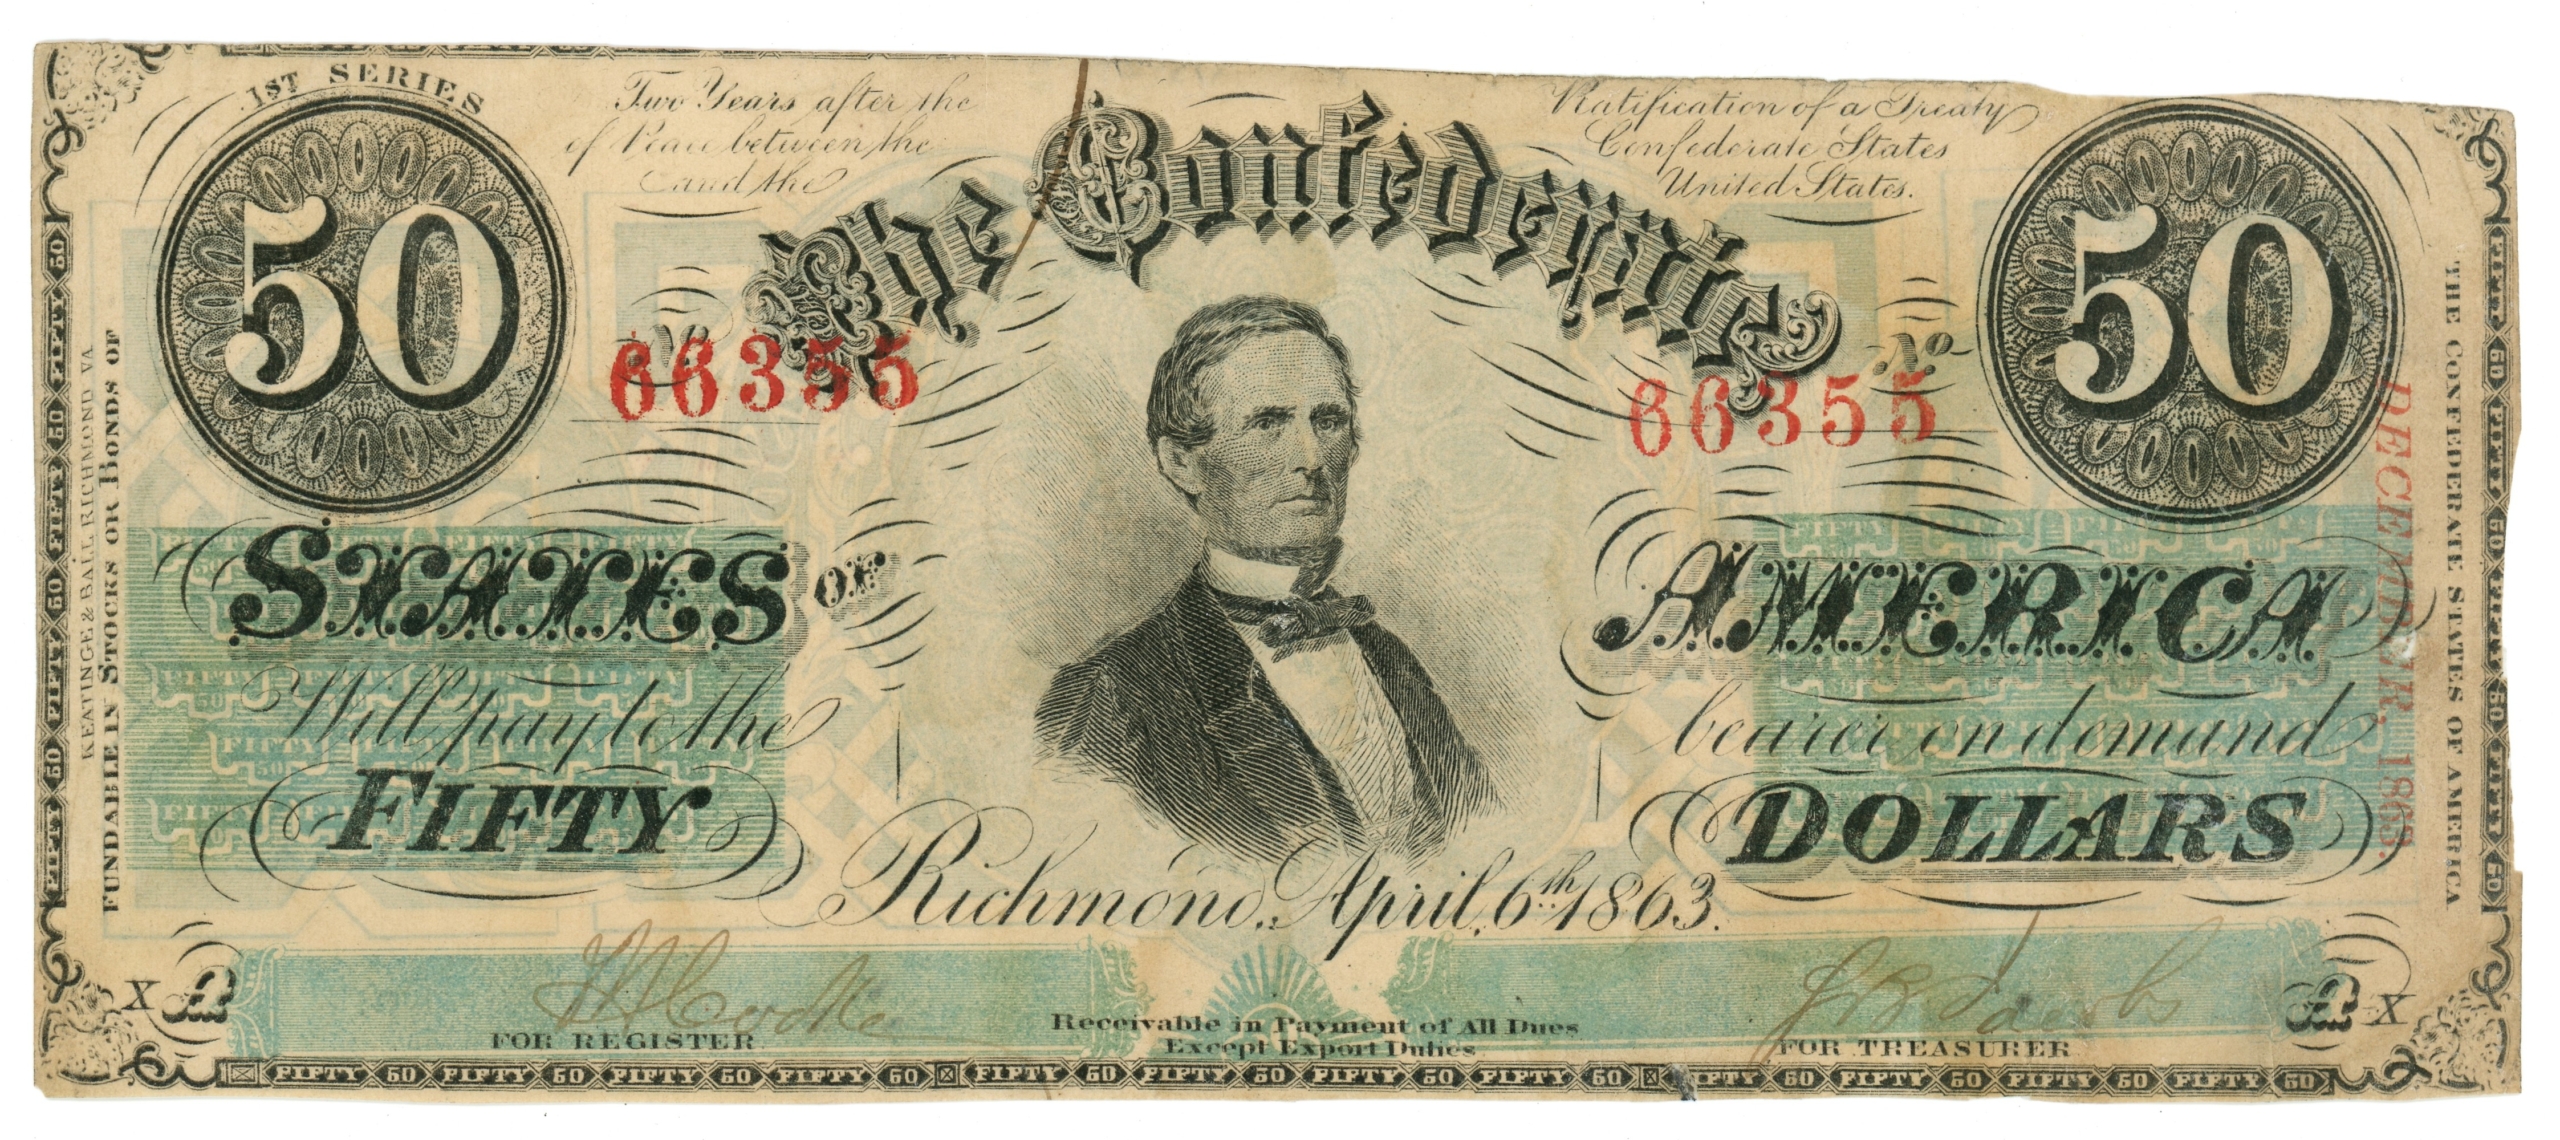 1ST SERIES
Two Years after the Ratification of a Treaty
of Peace between the Confederate States
and the United States.
50
50
The Confederate
No 66355
No 66355
STATES OF AMERICA
Will pay to the bearer on demand
FIFTY DOLLARS
Richmond, April, 6th, 1863.
KEATINGE & BALL, RICHMOND VA
FUNDABLE IN STOCKS OR BONDS OF
THE CONFEDERATE STATES OF AMERICA
DECEMBER, 1863.
X A
A X
FOR REGISTER
Receivable in Payment of All Dues
Except Export Duties
FOR TREASURER
FIFTY 50 FIFTY 50 FIFTY 50 FIFTY 50 FIFTY 50 FIFTY 50 FIFTY 50 FIFTY 50 FIFTY 50 FIFTY 50 FIFTY 50